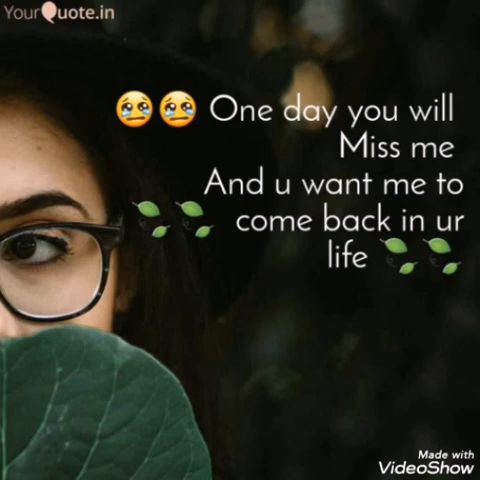 YourQuote.in
😢😢 One day you will
Miss me
And u want me to
🍃🍃 come back in ur
life 🍃🍃
Made with
VideoShow